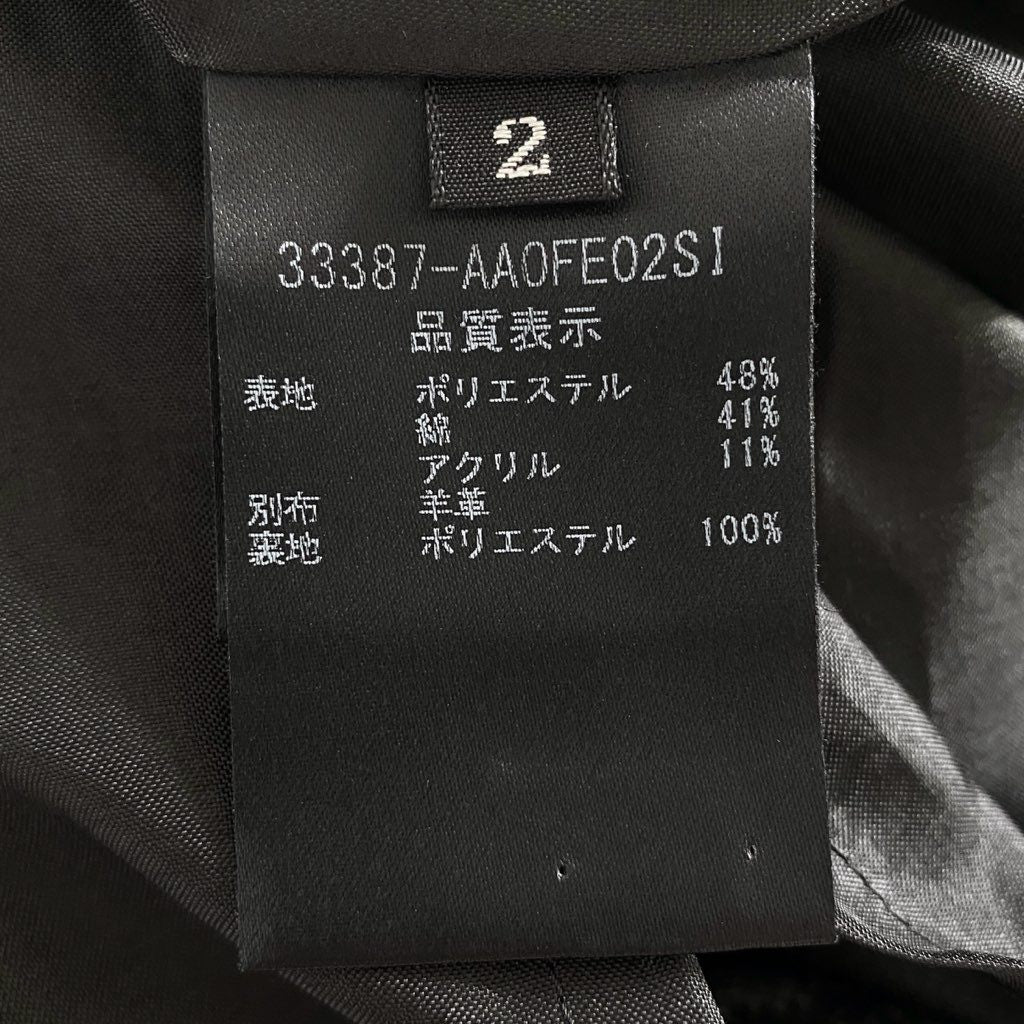 2
33387-AA0FE02SI
品質表示
表地 ポリエステル 48%
綿 41%
アクリル 11%
別布 羊革
裏地 ポリエステル 100%